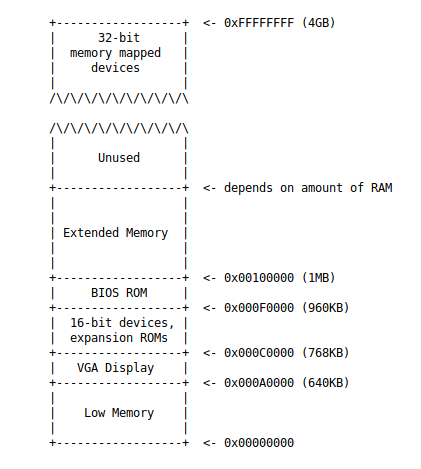 +------------------+  <- 0xFFFFFFFF (4GB)
|      32-bit      |
|  memory mapped   |
|     devices      |
|                  |
/\/\/\/\/\/\/\/\/\/\
/\/\/\/\/\/\/\/\/\/\
|                  |
|      Unused      |
|                  |
+------------------+  <- depends on amount of RAM
|                  |
|                  |
| Extended Memory  |
|                  |
|                  |
+------------------+  <- 0x00100000 (1MB)
|     BIOS ROM     |
+------------------+  <- 0x000F0000 (960KB)
|  16-bit devices, |
|  expansion ROMs  |
+------------------+  <- 0x000C0000 (768KB)
|   VGA Display    |
+------------------+  <- 0x000A0000 (640KB)
|                  |
|    Low Memory    |
|                  |
+------------------+  <- 0x00000000